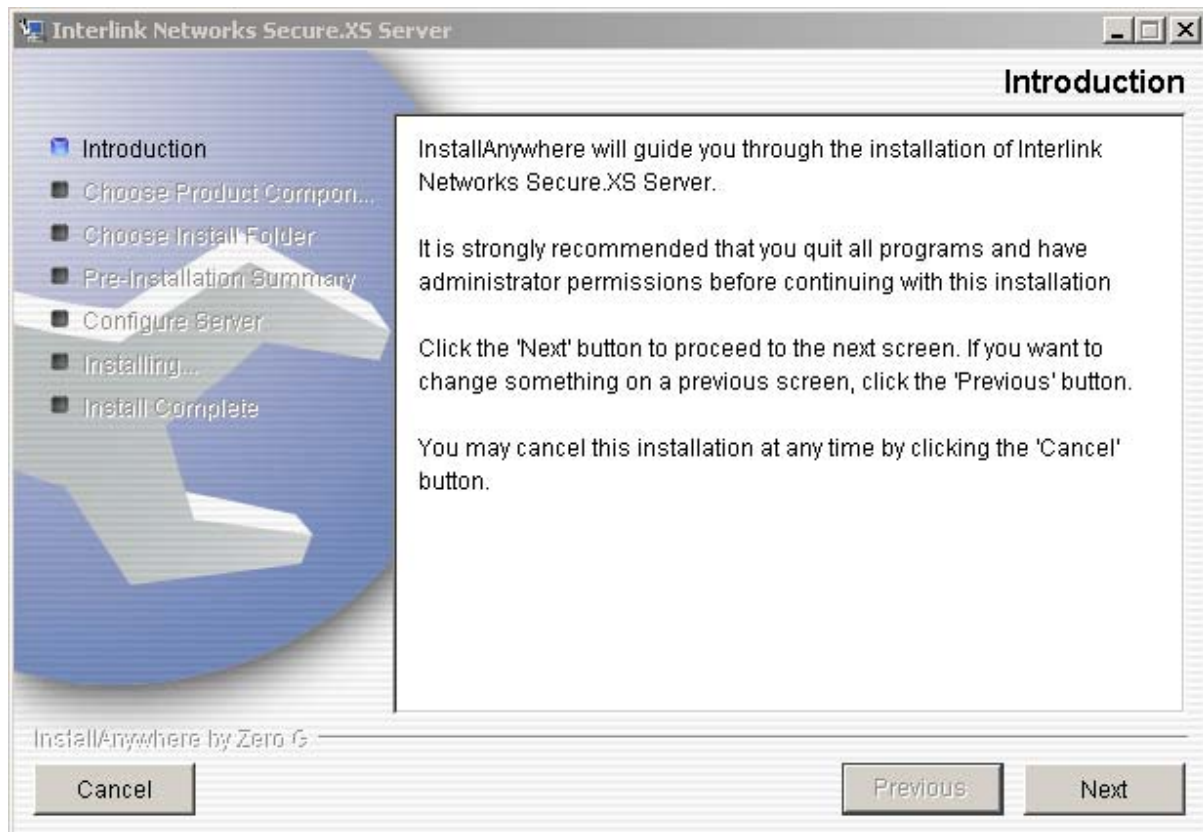 Interlink Networks Secure.XS Server
Introduction
Introduction
Choose Product Compon...
Choose Install Folder
Pre-Installation Summary
Configure Server
Installing...
Install Complete
InstallAnywhere will guide you through the installation of Interlink
Networks Secure.XS Server.
It is strongly recommended that you quit all programs and have
administrator permissions before continuing with this installation
Click the 'Next' button to proceed to the next screen. If you want to
change something on a previous screen, click the 'Previous' button.
You may cancel this installation at any time by clicking the 'Cancel'
button.
InstallAnywhere by Zero G
Cancel
Previous
Next